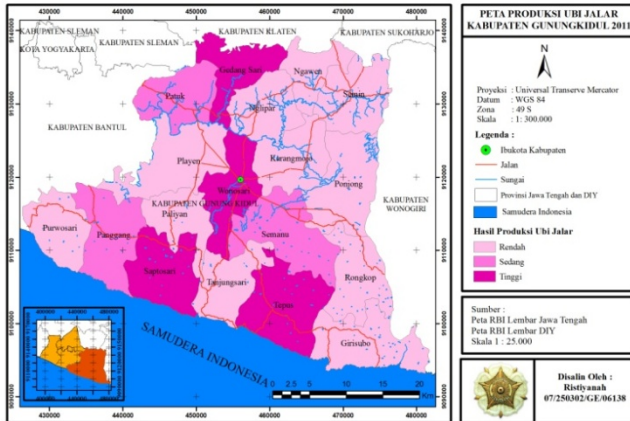 PETA PRODUKSI UBI JALAR
KABUPATEN GUNUNGKIDUL 2011
N
Proyeksi : Universal Transerve Mercator
Datum : WGS 84
Zona : 49 S
Skala : 1: 300.000
Legenda :
Ibukota Kabupaten
Jalan
Sungai
Provinsi Jawa Tengah dan DIY
Samudera Indonesia
Hasil Produksi Ubi Jalar
Rendah
Sedang
Tinggi
Sumber :
Peta RBI Lembar Jawa Tengah
Peta RBI Lembar DIY
Skala 1 : 25.000
Disalin Oleh :
Ristiyanah
07/250302/GE/06138
430000 440000 450000 460000 470000 480000
KABUPATEN SLEMAN
KOTA YOGYAKARTA
KABUPATEN SLEMAN
KABUPATEN KLATEN
KABUPATEN SUKOHARJO
KABUPATEN BANTUL
KABUPATEN WONOGIRI
Gedang Sari
Patuk
Ngawen
Semin
Nglipar
Playen
Karangmojo
Wonosari
Ponjong
KABUPATEN GUNUNG KIDUL
Paliyan
Purwosari
Panggang
Semanu
Saptosari
Tanjungsari
Tepus
Rongkop
Girisubo
SAMUDERA INDONESIA
0 2.5 5 10 15 20
Km
9140000
9130000
9120000
9110000
9100000
9090000
430000 440000 450000 460000 470000 480000